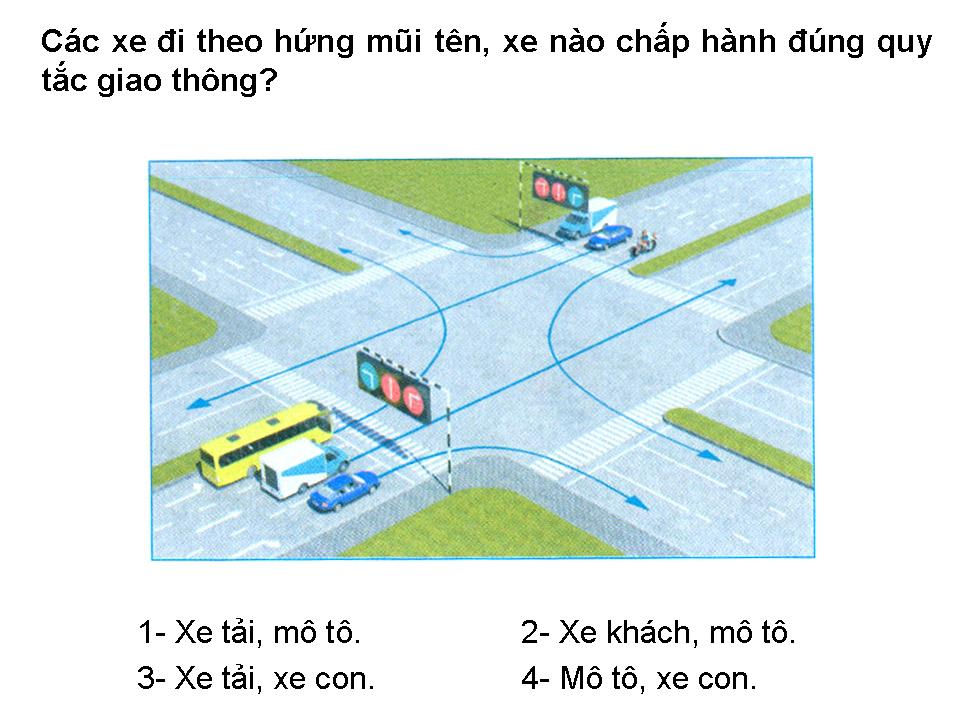 Các xe đi theo hứng mũi tên, xe nào chấp hành đúng quy
tắc giao thông?
1- Xe tải, mô tô.
2- Xe khách, mô tô.
3- Xe tải, xe con.
4- Mô tô, xe con.